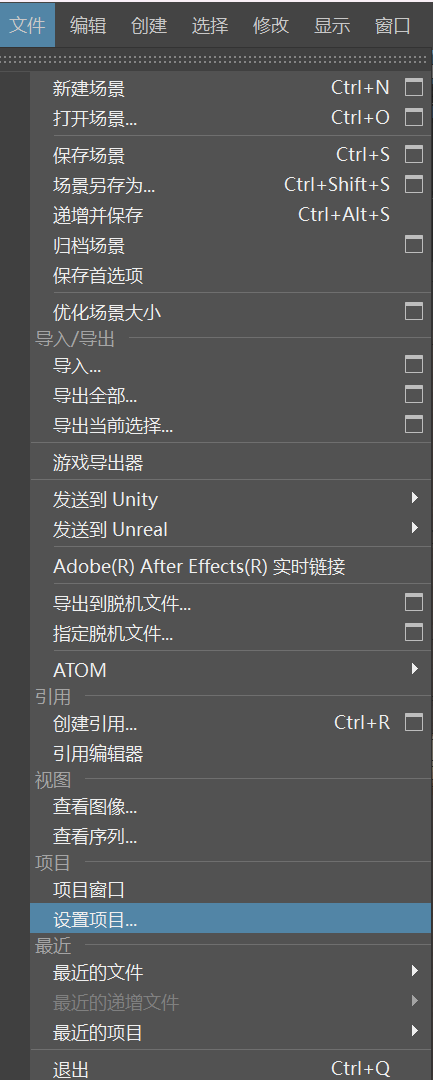 文件 编辑 创建 选择 修改 显示 窗口
新建场景 Ctrl+N
打开场景... Ctrl+O
保存场景 Ctrl+S
场景另存为... Ctrl+Shift+S
递增并保存 Ctrl+Alt+S
归档场景
保存首选项
优化场景大小
导入/导出
导入...
导出全部...
导出当前选择...
游戏导出器
发送到 Unity
发送到 Unreal
Adobe(R) After Effects(R) 实时链接
导出到脱机文件...
指定脱机文件...
ATOM
引用
创建引用... Ctrl+R
引用编辑器
视图
查看图像...
查看序列...
项目
项目窗口
设置项目...
最近
最近的文件
最近的递增文件
最近的项目
退出 Ctrl+Q